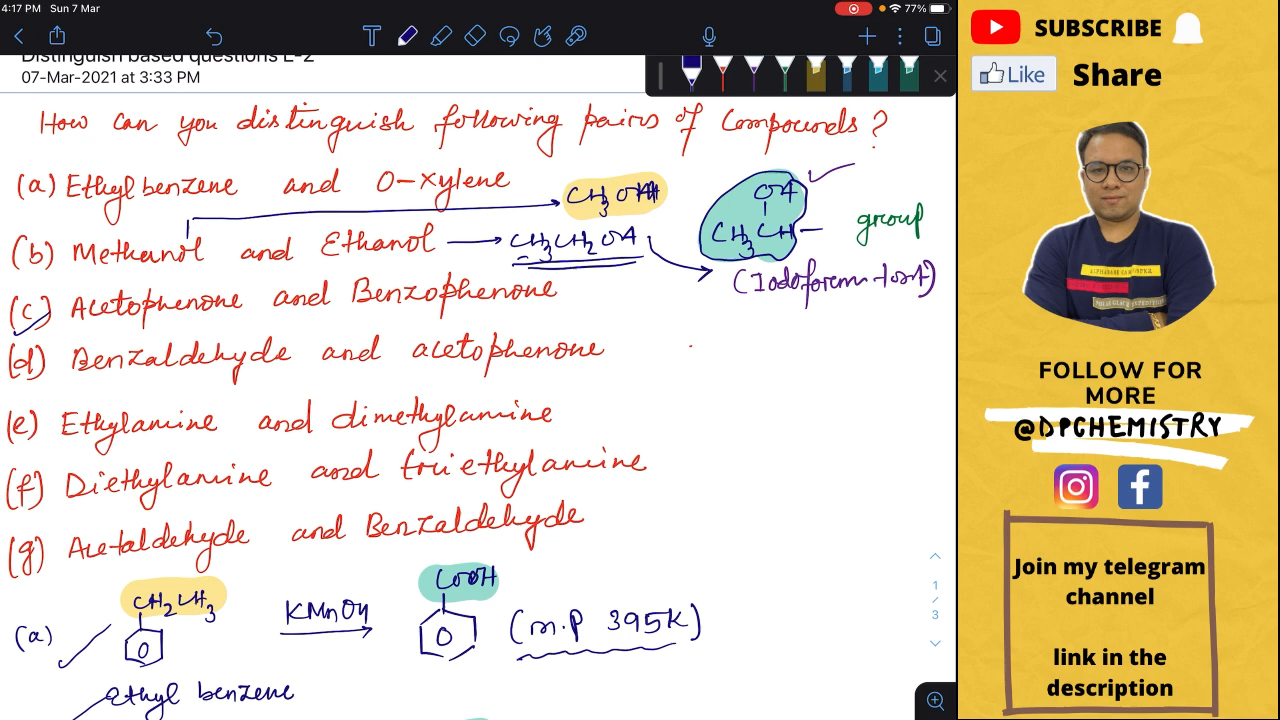 4:17 PM Sun 7 Mar
77%
Distinguish based questions L-2
07-Mar-2021 at 3:33 PM
How can you distinguish following pairs of Compounds?
(a) Ethylbenzene and O-xylene
CH3OH
OH
CH3CH-
group
(b) Methanol and Ethanol → CH3CH2OH
(Iodoform test)
(c) Acetophenone and Benzophenone
(d) Benzaldehyde and acetophenone
(e) Ethylamine and dimethylamine
(f) Diethylamine and triethylamine
(g) Acetaldehyde and Benzaldehyde
CH2CH3
COOH
(a)
KMnO4
(m.p 395K)
ethyl benzene
1
/
3
SUBSCRIBE
Like
Share
FOLLOW FOR
MORE
@DPCHEMISTRY
Join my telegram
channel
link in the
description